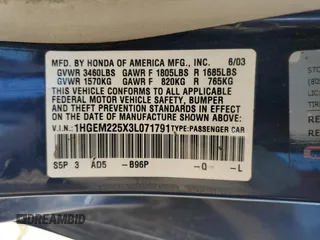 MFD. BY HONDA OF AMERICA MFG., INC. 6/03
GVWR 3460LBS GAWR F 1805LBS R 1685LBS
GVWR 1570KG GAWR F 820KG R 765KG
THIS VEHICLE CONFORMS TO ALL APPLICABLE
FEDERAL MOTOR VEHICLE SAFETY, BUMPER AND
THEFT PREVENTION STANDARDS IN EFFECT ON
THE DATE OF MANUFACTURE SHOWN ABOVE.
V.I.N.: 1HGEM225X3L071791 TYPE:PASSENGER CAR
S5P 3 AD5 -B96P -Q -L
DREAMBID